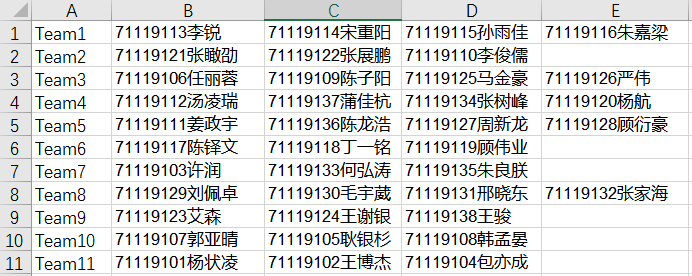 A B C D E
1 Team1 71119113李锐 71119114宋重阳 71119115孙雨佳 71119116朱嘉梁
2 Team2 71119121张瞰劭 71119122张展鹏 71119110李俊儒
3 Team3 71119106任丽蓉 71119109陈子阳 71119125马金豪 71119126严伟
4 Team4 71119112汤凌瑞 71119137蒲佳杭 71119134张树峰 71119120杨航
5 Team5 71119111姜政宇 71119136陈龙浩 71119127周新龙 71119128顾衍豪
6 Team6 71119117陈铎文 71119118丁一铭 71119119顾伟业
7 Team7 71119103许润 71119133何弘涛 71119135朱良朕
8 Team8 71119129刘佩卓 71119130毛宇葳 71119131邢晓东 71119132张家海
9 Team9 71119123艾森 71119124王谢银 71119138王骏
10 Team10 71119107郭亚晴 71119105耿银杉 71119108韩孟晏
11 Team11 71119101杨状凌 71119102王博杰 71119104包亦成